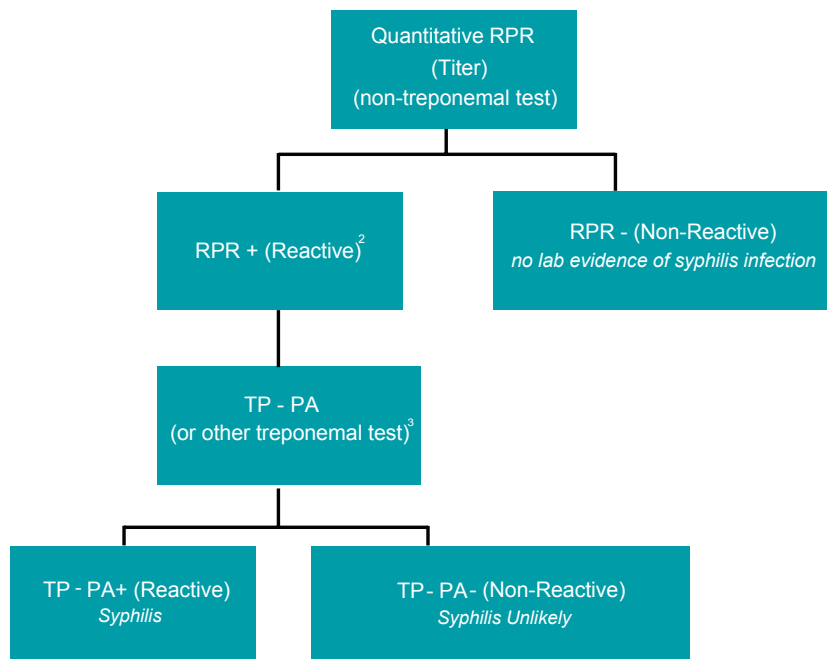 Quantitative RPR
(Titer)
(non-treponemal test)
RPR + (Reactive)²
RPR - (Non-Reactive)
no lab evidence of syphilis infection
TP - PA
(or other treponemal test)³
TP - PA+ (Reactive)
Syphilis
TP - PA - (Non-Reactive)
Syphilis Unlikely